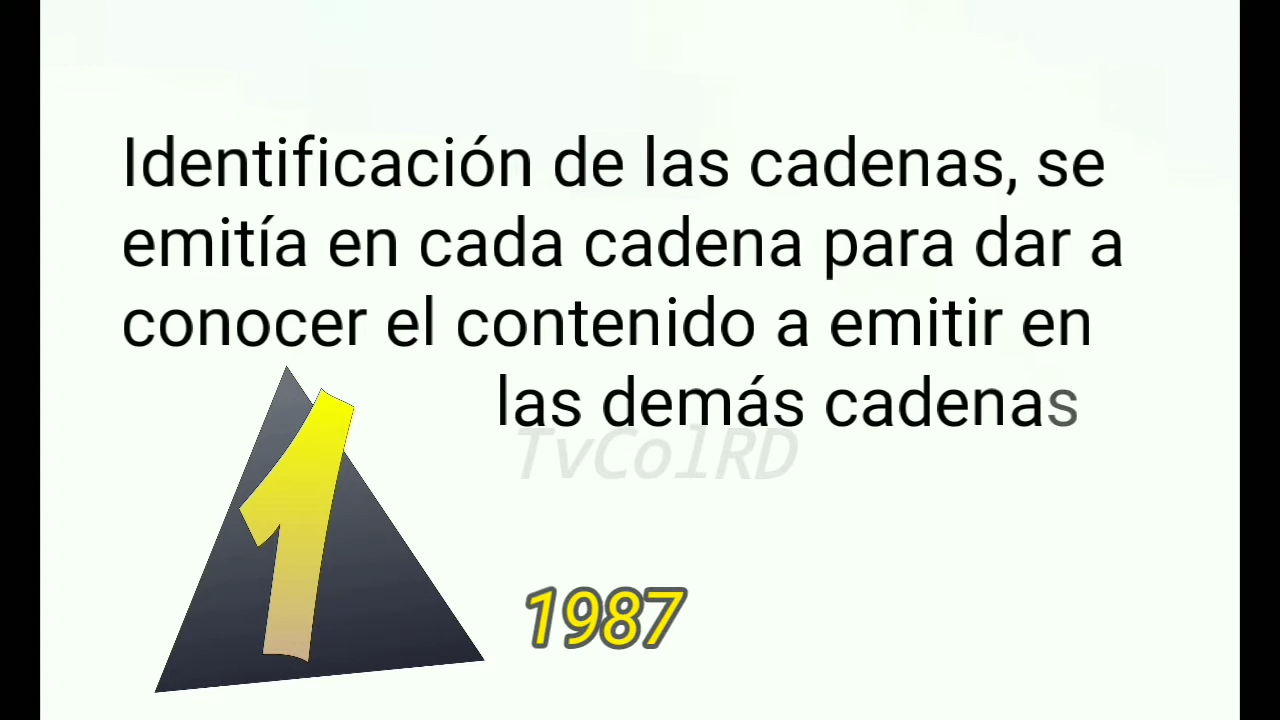 Identificación de las cadenas, se
emitía en cada cadena para dar a
conocer el contenido a emitir en
las demás cadenas
TvColRD
1
1987